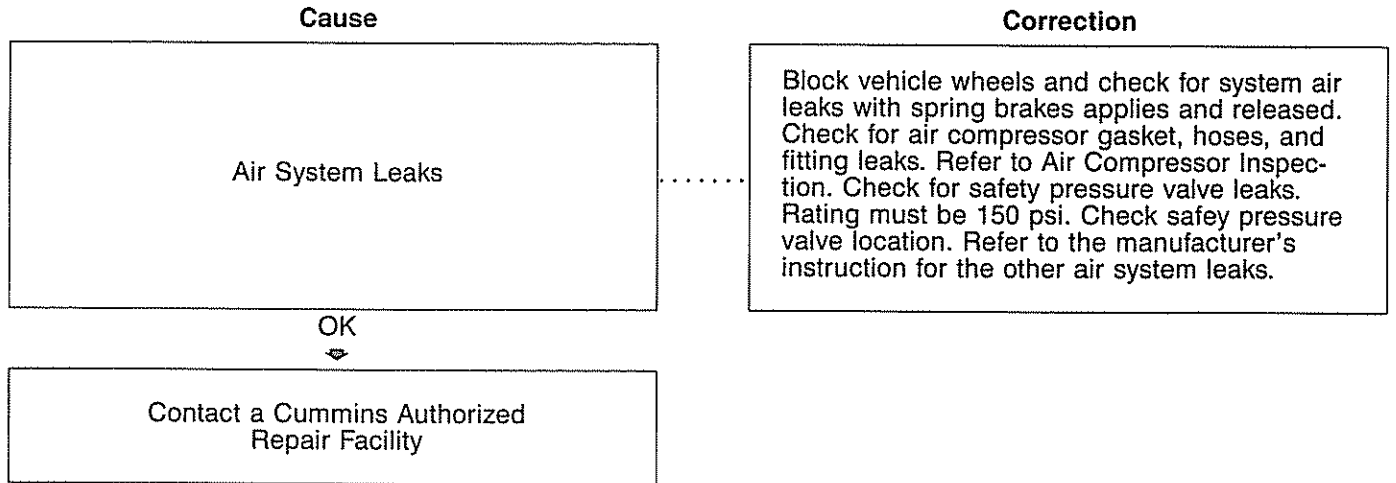 Cause
Correction
Air System Leaks
Block vehicle wheels and check for system air
leaks with spring brakes applies and released.
Check for air compressor gasket, hoses, and
fitting leaks. Refer to Air Compressor Inspec-
tion. Check for safety pressure valve leaks.
Rating must be 150 psi. Check safey pressure
valve location. Refer to the manufacturer's
instruction for the other air system leaks.
OK
Contact a Cummins Authorized
Repair Facility